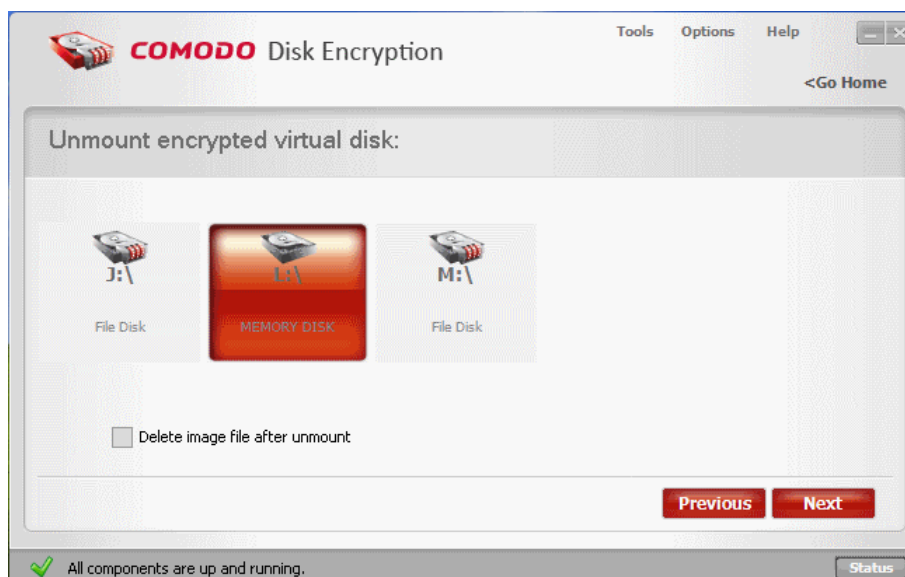 Tools Options Help
COMODO Disk Encryption
<Go Home
Unmount encrypted virtual disk:
J:\ L:\ M:\
File Disk MEMORY DISK File Disk
Delete image file after unmount
Previous Next
All components are up and running. Status